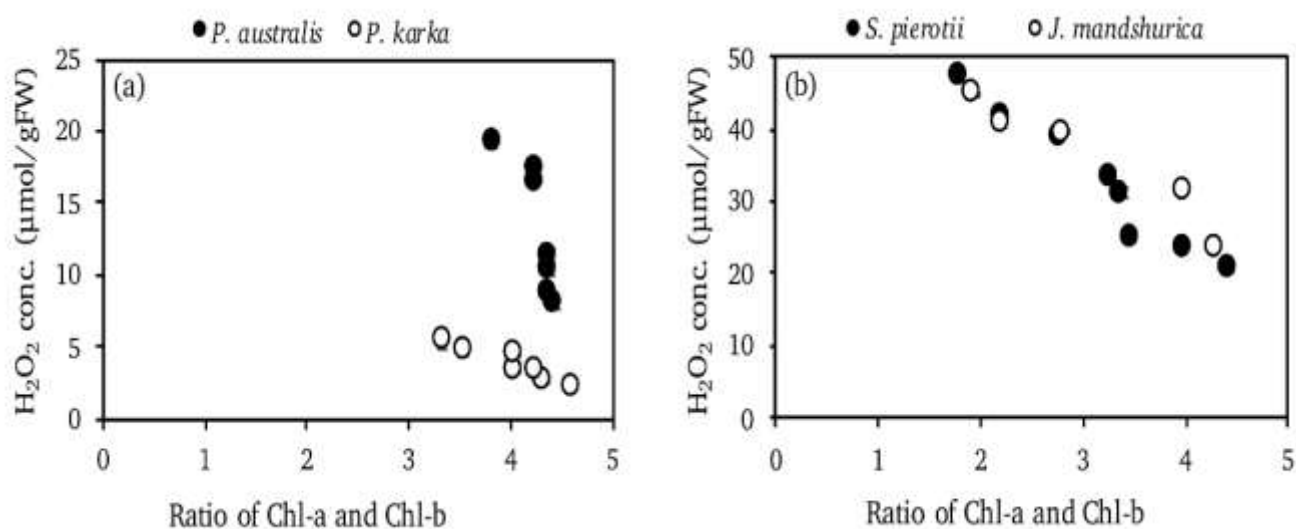 P. australis P. karka
(a)
25
20
15
10
5
0
H₂O₂ conc. (µmol/gFW)
0 1 2 3 4 5
Ratio of Chl-a and Chl-b
S. pierotii J. mandshurica
(b)
50
40
30
20
10
0
H₂O₂ conc. (µmol/gFW)
0 1 2 3 4 5
Ratio of Chl-a and Chl-b